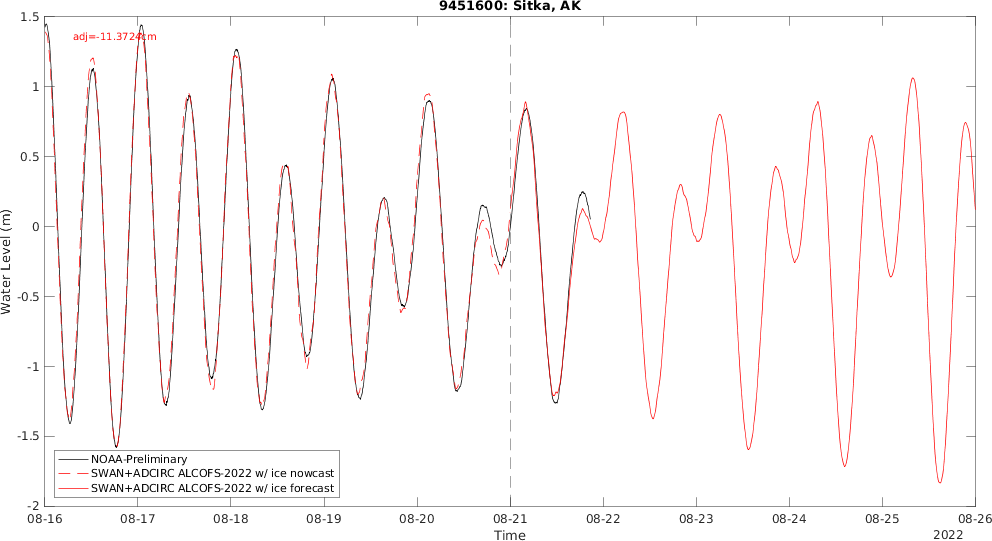 9451600: Sitka, AK
adj=-11.3724cm
1.5
1
0.5
0
-0.5
-1
-1.5
-2
Water Level (m)
NOAA-Preliminary
SWAN+ADCIRC ALCOFS-2022 w/ ice nowcast
SWAN+ADCIRC ALCOFS-2022 w/ ice forecast
08-16 08-17 08-18 08-19 08-20 08-21 08-22 08-23 08-24 08-25 08-26
Time
2022